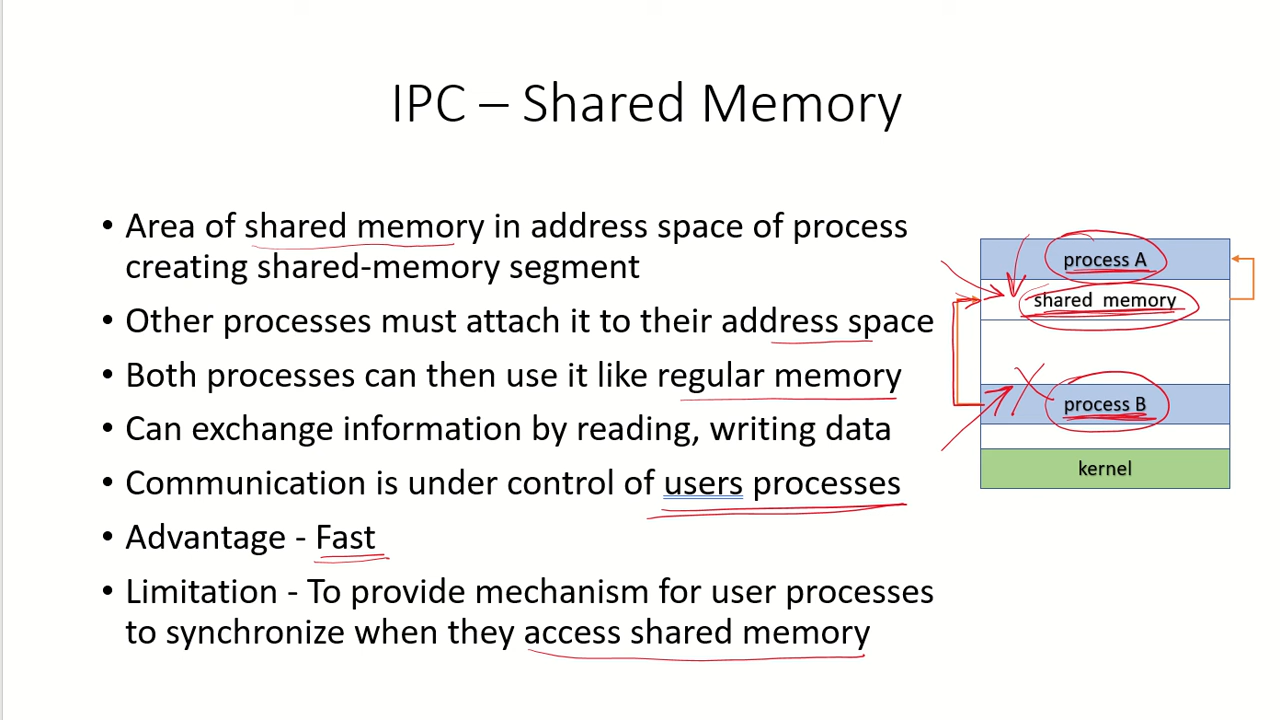 IPC – Shared Memory
• Area of shared memory in address space of process
creating shared-memory segment
• Other processes must attach it to their address space
• Both processes can then use it like regular memory
• Can exchange information by reading, writing data
• Communication is under control of users processes
• Advantage - Fast
• Limitation - To provide mechanism for user processes
to synchronize when they access shared memory
process A
shared memory
process B
kernel